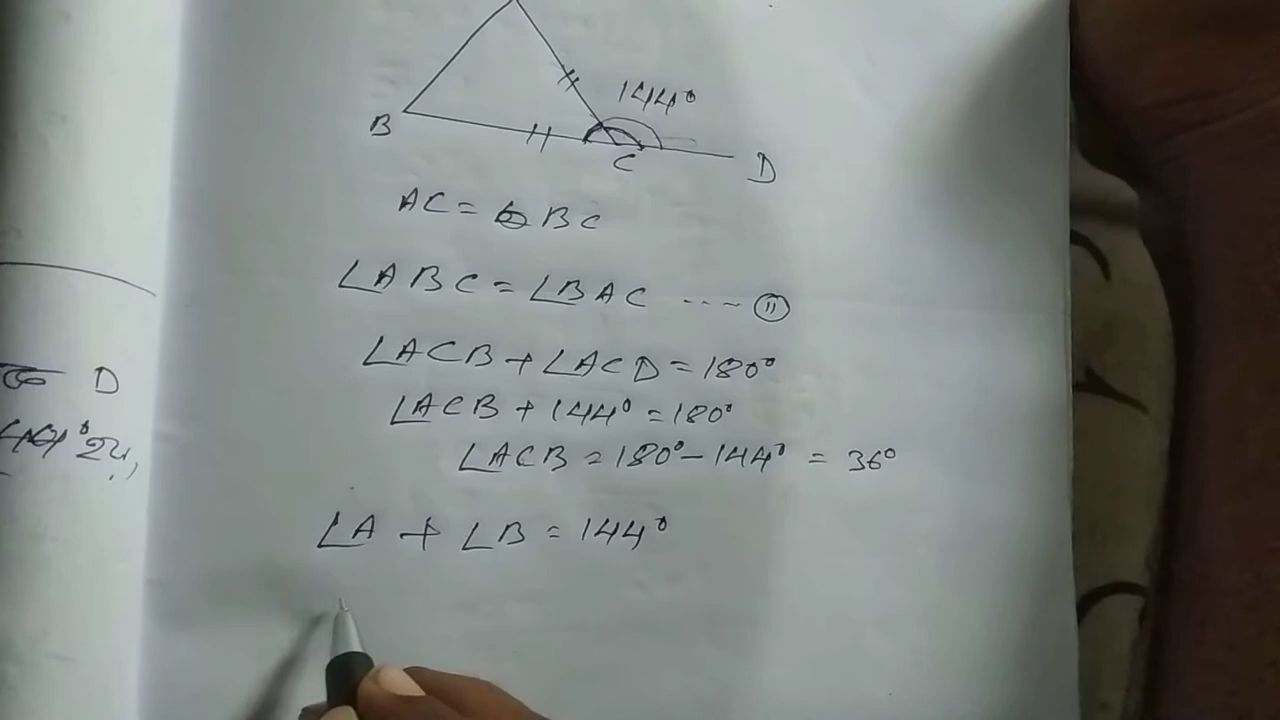 144°
B
C
D
AC = BC
∠ABC = ∠BAC ---- (ii)
∠ACB + ∠ACD = 180°
∠ACB + 144° = 180°
∠ACB = 180° - 144° = 36°
∠A + ∠B = 144°
D